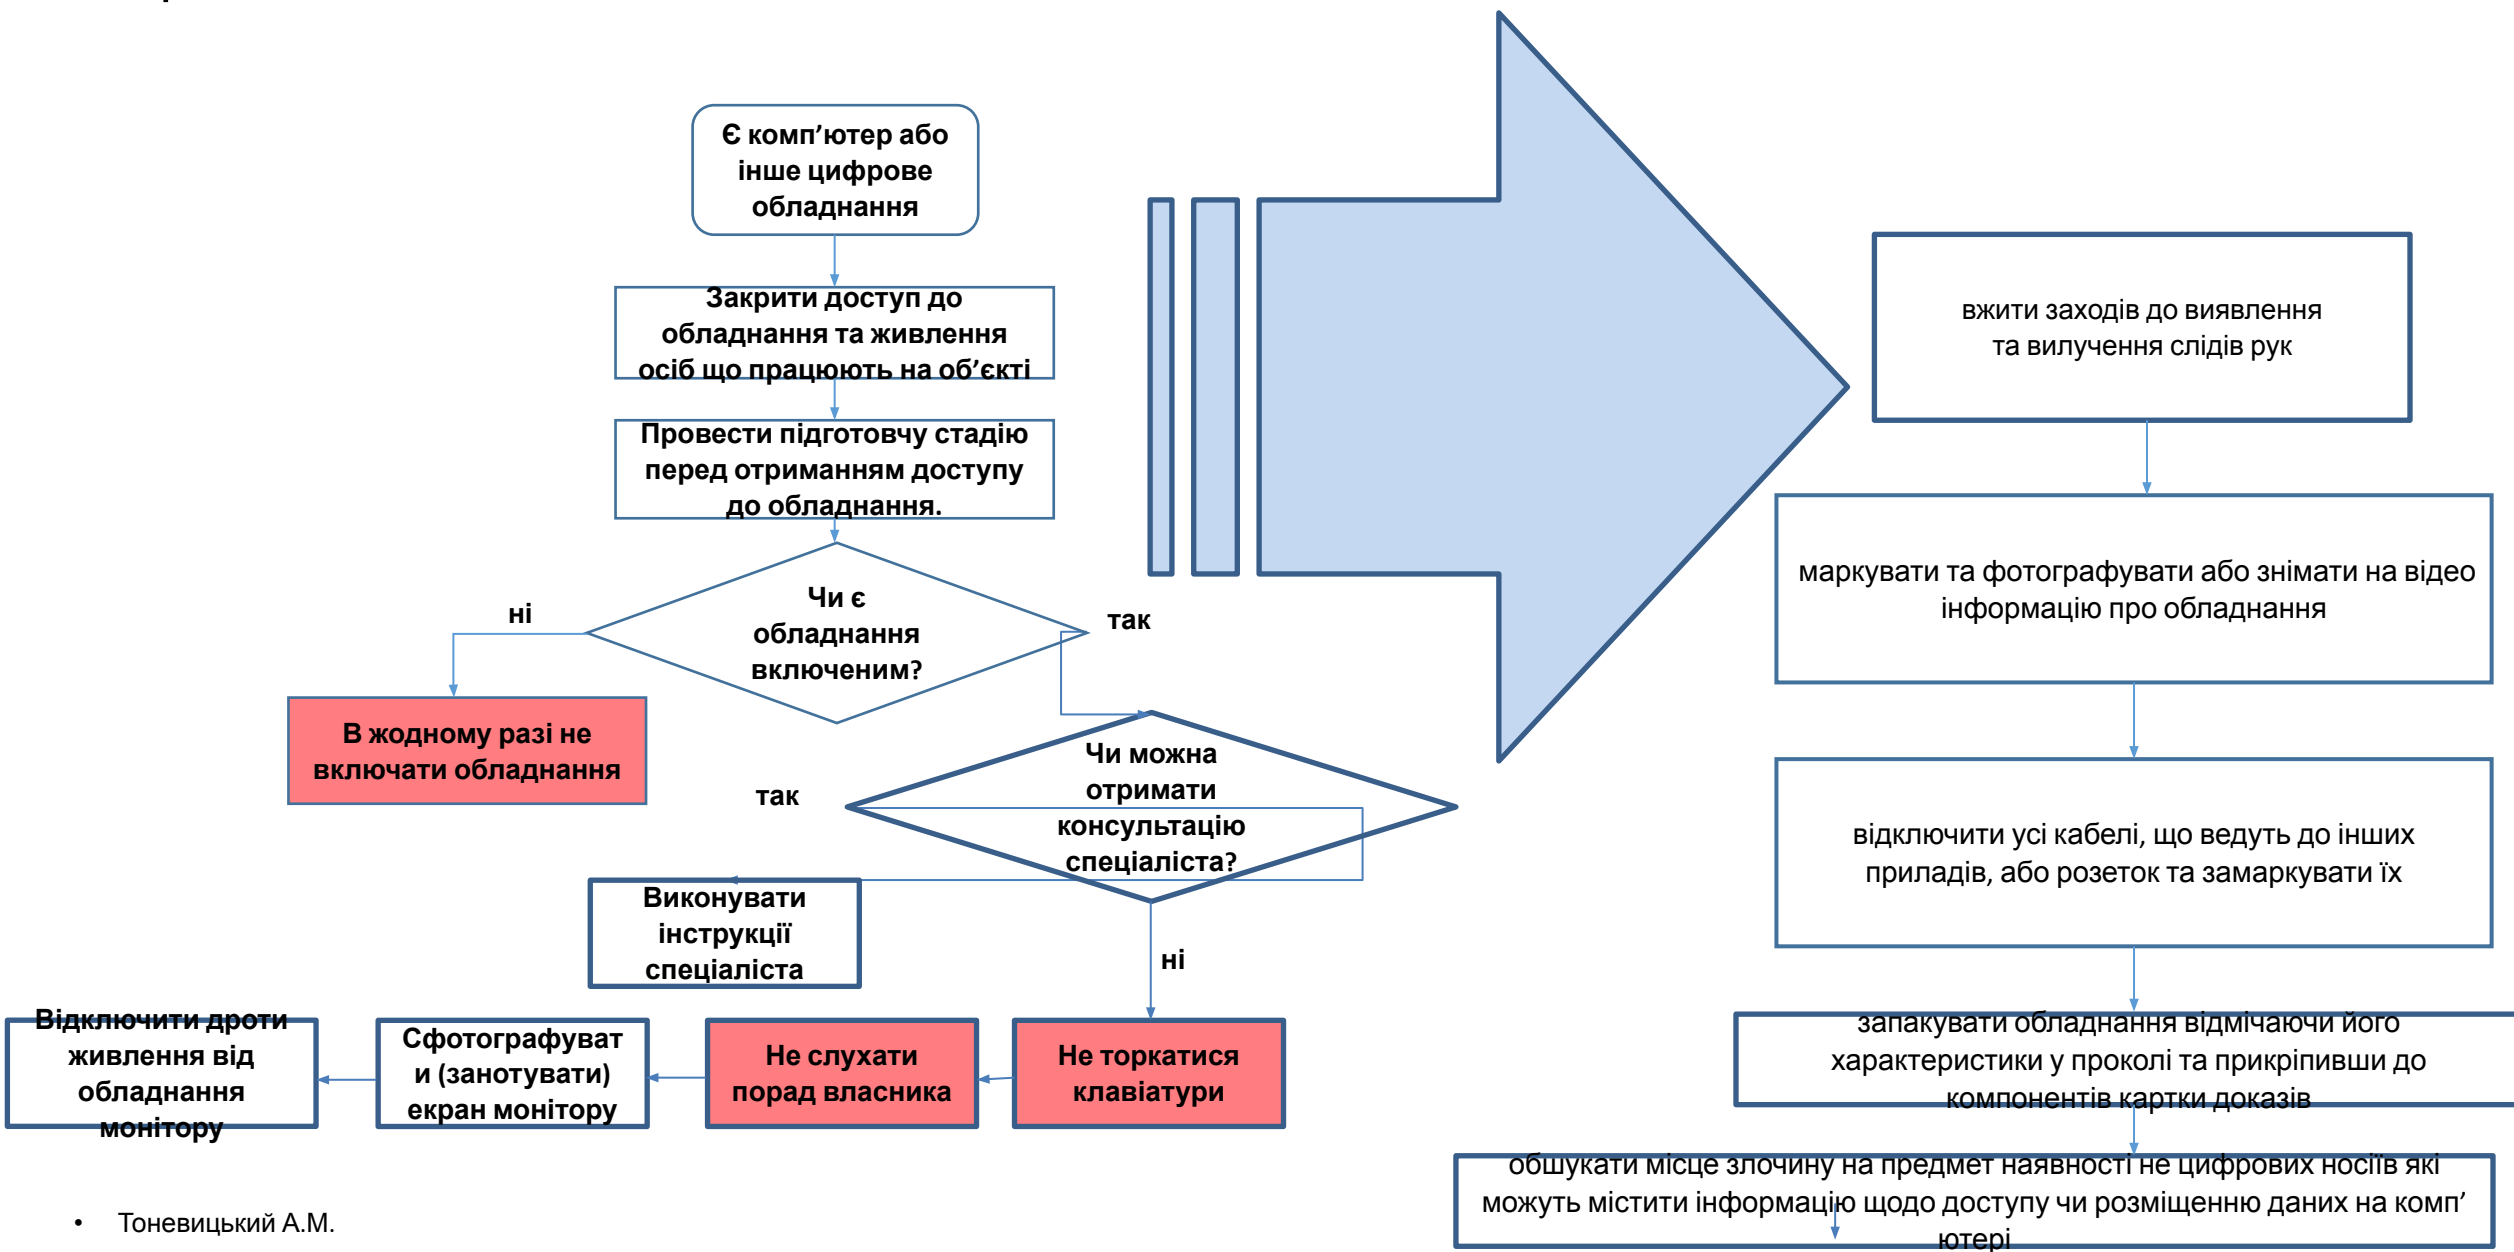 Є комп’ютер або
інше цифрове
обладнання
Закрити доступ до
обладнання та живлення
осіб що працюють на об’єкті
Провести підготовчу стадію
перед отриманням доступу
до обладнання.
Чи є
обладнання
включеним?
ні
так
В жодному разі не
включати обладнання
Чи можна
отримати
консультацію
спеціаліста?
так
Виконувати
інструкції
спеціаліста
ні
Не торкатися
клавіатури
Не слухати
порад власника
Сфотографуват
и (занотувати)
екран монітору
Відключити дроти
живлення від
обладнання
монітору
вжити заходів до виявлення
та вилучення слідів рук
маркувати та фотографувати або знімати на відео
інформацію про обладнання
відключити усі кабелі, що ведуть до інших
приладів, або розеток та замаркувати їх
запакувати обладнання відмічаючи його
характеристики у проколі та прикріпивши до
компонентів картки доказів
обшукати місце злочину на предмет наявності не цифрових носіїв які
можуть містити інформацію щодо доступу чи розміщенню даних на комп’
ютері
• Тоневицький А.М.